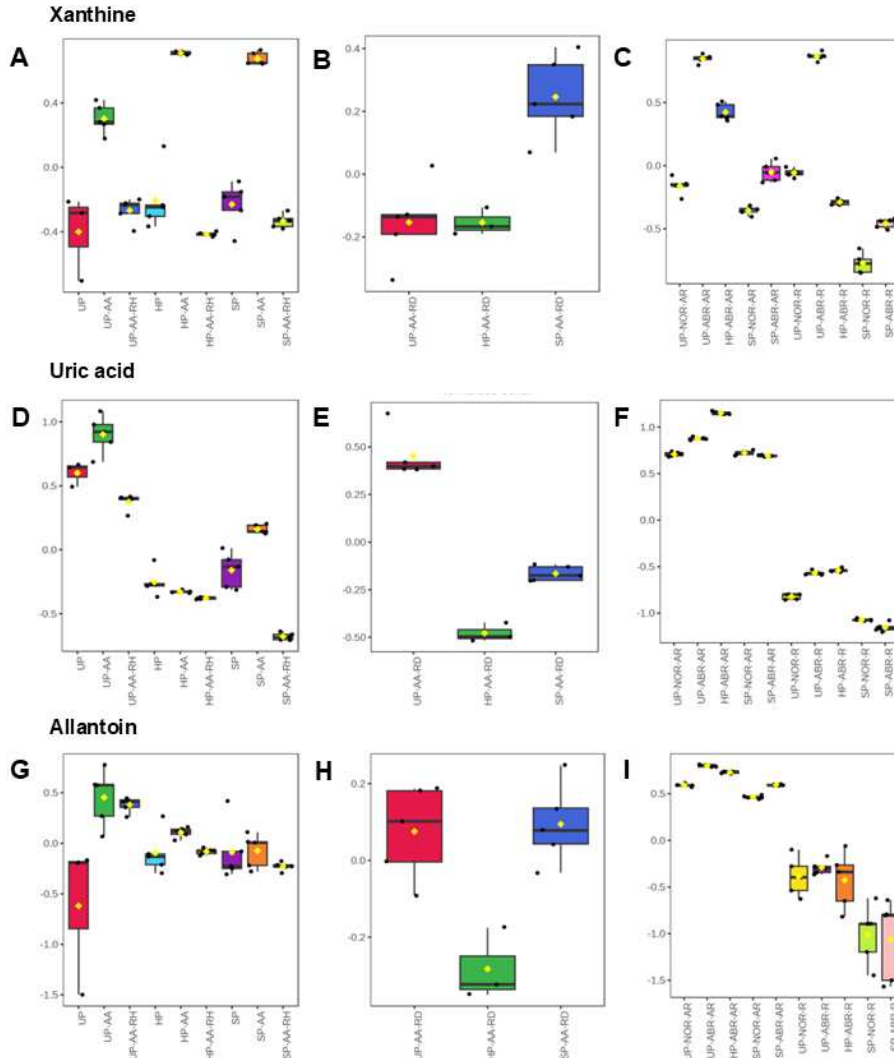 Xanthine
A
0.4
0.0
-0.4
UP
UP-AA
UP-AA-RH
HP
HP-AA
HP-AA-RH
SP
SP-AA
SP-AA-RH
B
0.4
0.2
0.0
-0.2
UP-AA-RD
HP-AA-RD
SP-AA-RD
C
0.5
0.0
-0.5
UP-NOR-AR
UP-ABR-AR
HP-ABR-AR
SP-NOR-AR
SP-ABR-AR
UP-NOR-R
UP-ABR-R
HP-ABR-R
SP-NOR-R
SP-ABR-R
Uric acid
D
1.0
0.5
0.0
-0.5
UP
UP-AA
UP-AA-RH
HP
HP-AA
HP-AA-RH
SP
SP-AA
SP-AA-RH
E
0.50
0.25
0.00
-0.25
-0.50
UP-AA-RD
HP-AA-RD
SP-AA-RD
F
1.0
0.5
0.0
-0.5
-1.0
UP-NOR-AR
UP-ABR-AR
HP-ABR-AR
SP-NOR-AR
SP-ABR-AR
UP-NOR-R
UP-ABR-R
HP-ABR-R
SP-NOR-R
SP-ABR-R
Allantoin
G
0.5
0.0
-0.5
-1.0
-1.5
UP
UP-AA
UP-AA-RH
HP
HP-AA
HP-AA-RH
SP
SP-AA
SP-AA-RH
H
0.2
0.0
-0.2
UP-AA-RD
HP-AA-RD
SP-AA-RD
I
0.5
0.0
-0.5
-1.0
-1.5
UP-NOR-AR
UP-ABR-AR
HP-ABR-AR
SP-NOR-AR
SP-ABR-AR
UP-NOR-R
UP-ABR-R
HP-ABR-R
SP-NOR-R